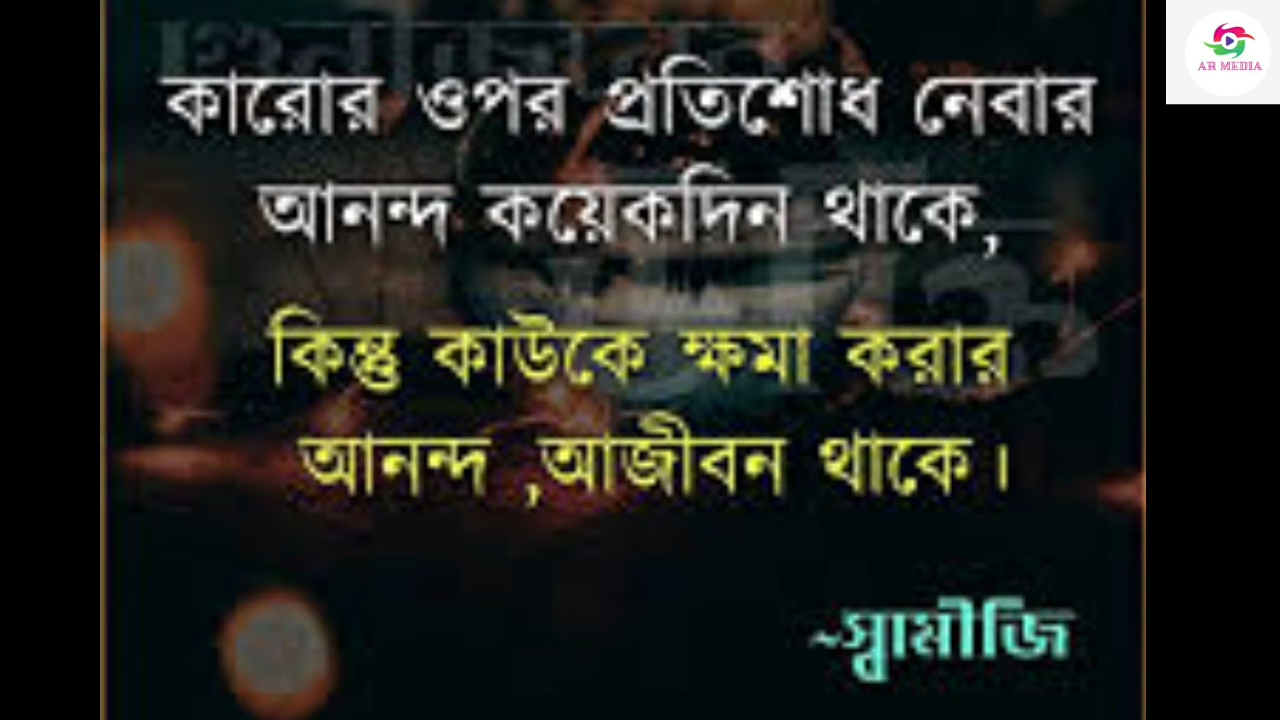 AR MEDIA
কারোর ওপর প্রতিশোধ নেবার
আনন্দ কয়েকদিন থাকে,
কিন্তু কাউকে ক্ষমা করার
আনন্দ ,আজীবন থাকে।
~স্বামীজি